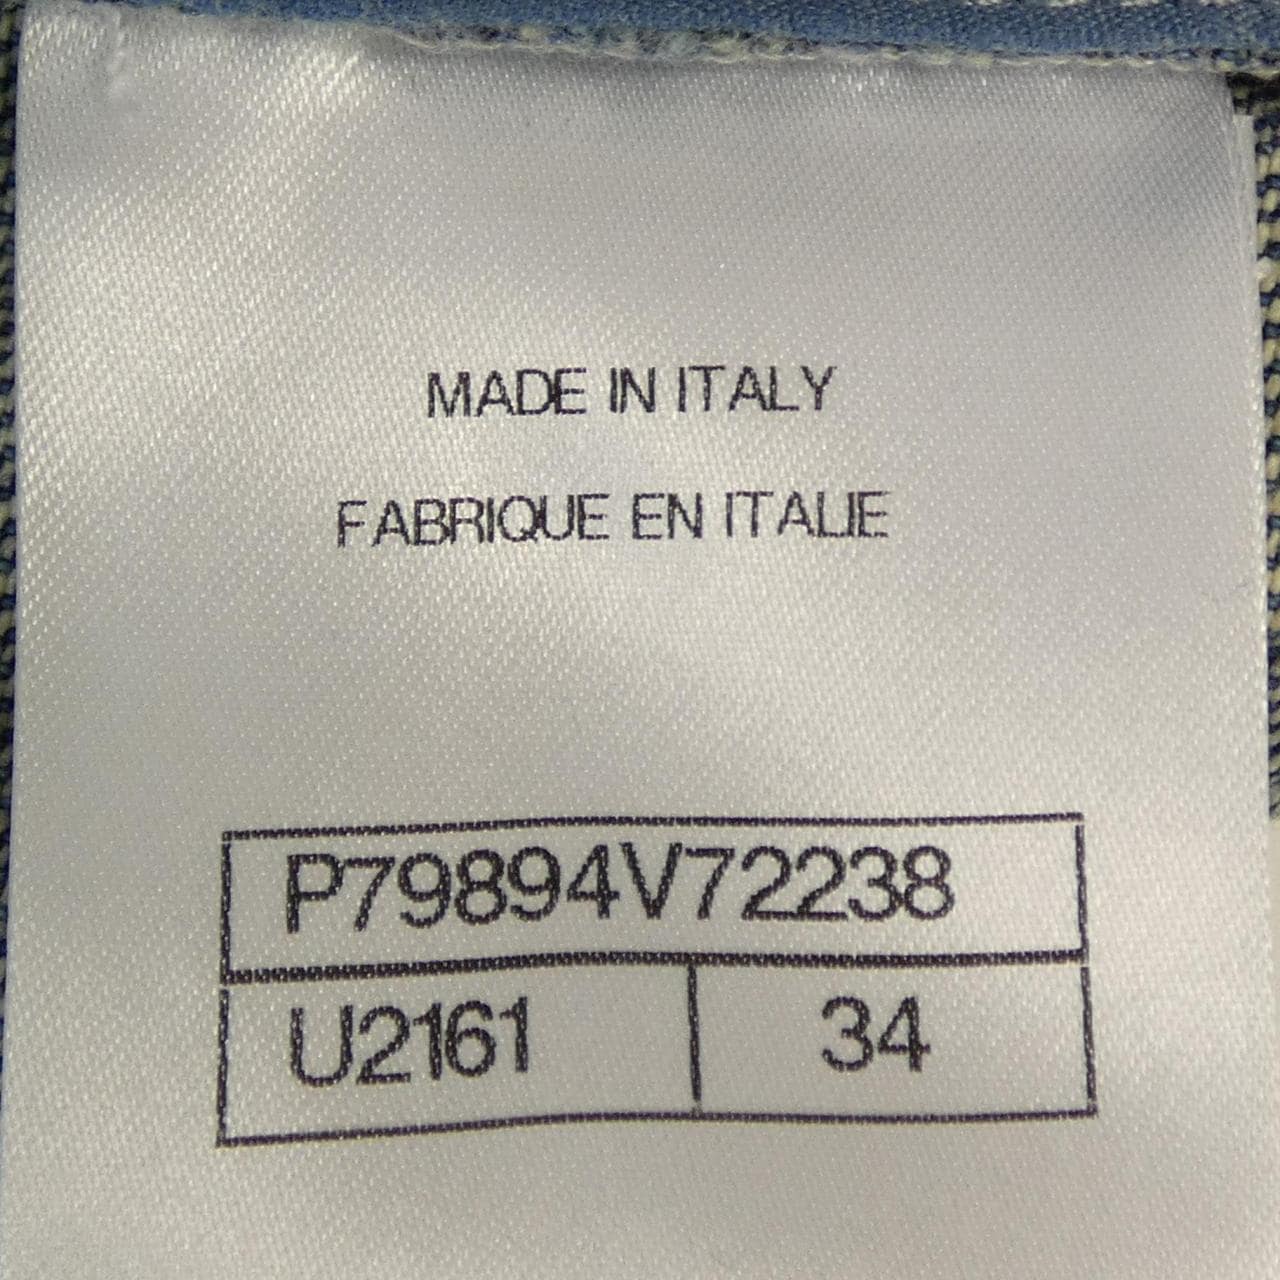 MADE IN ITALY
FABRIQUE EN ITALIE
P79894V72238
U2161 34